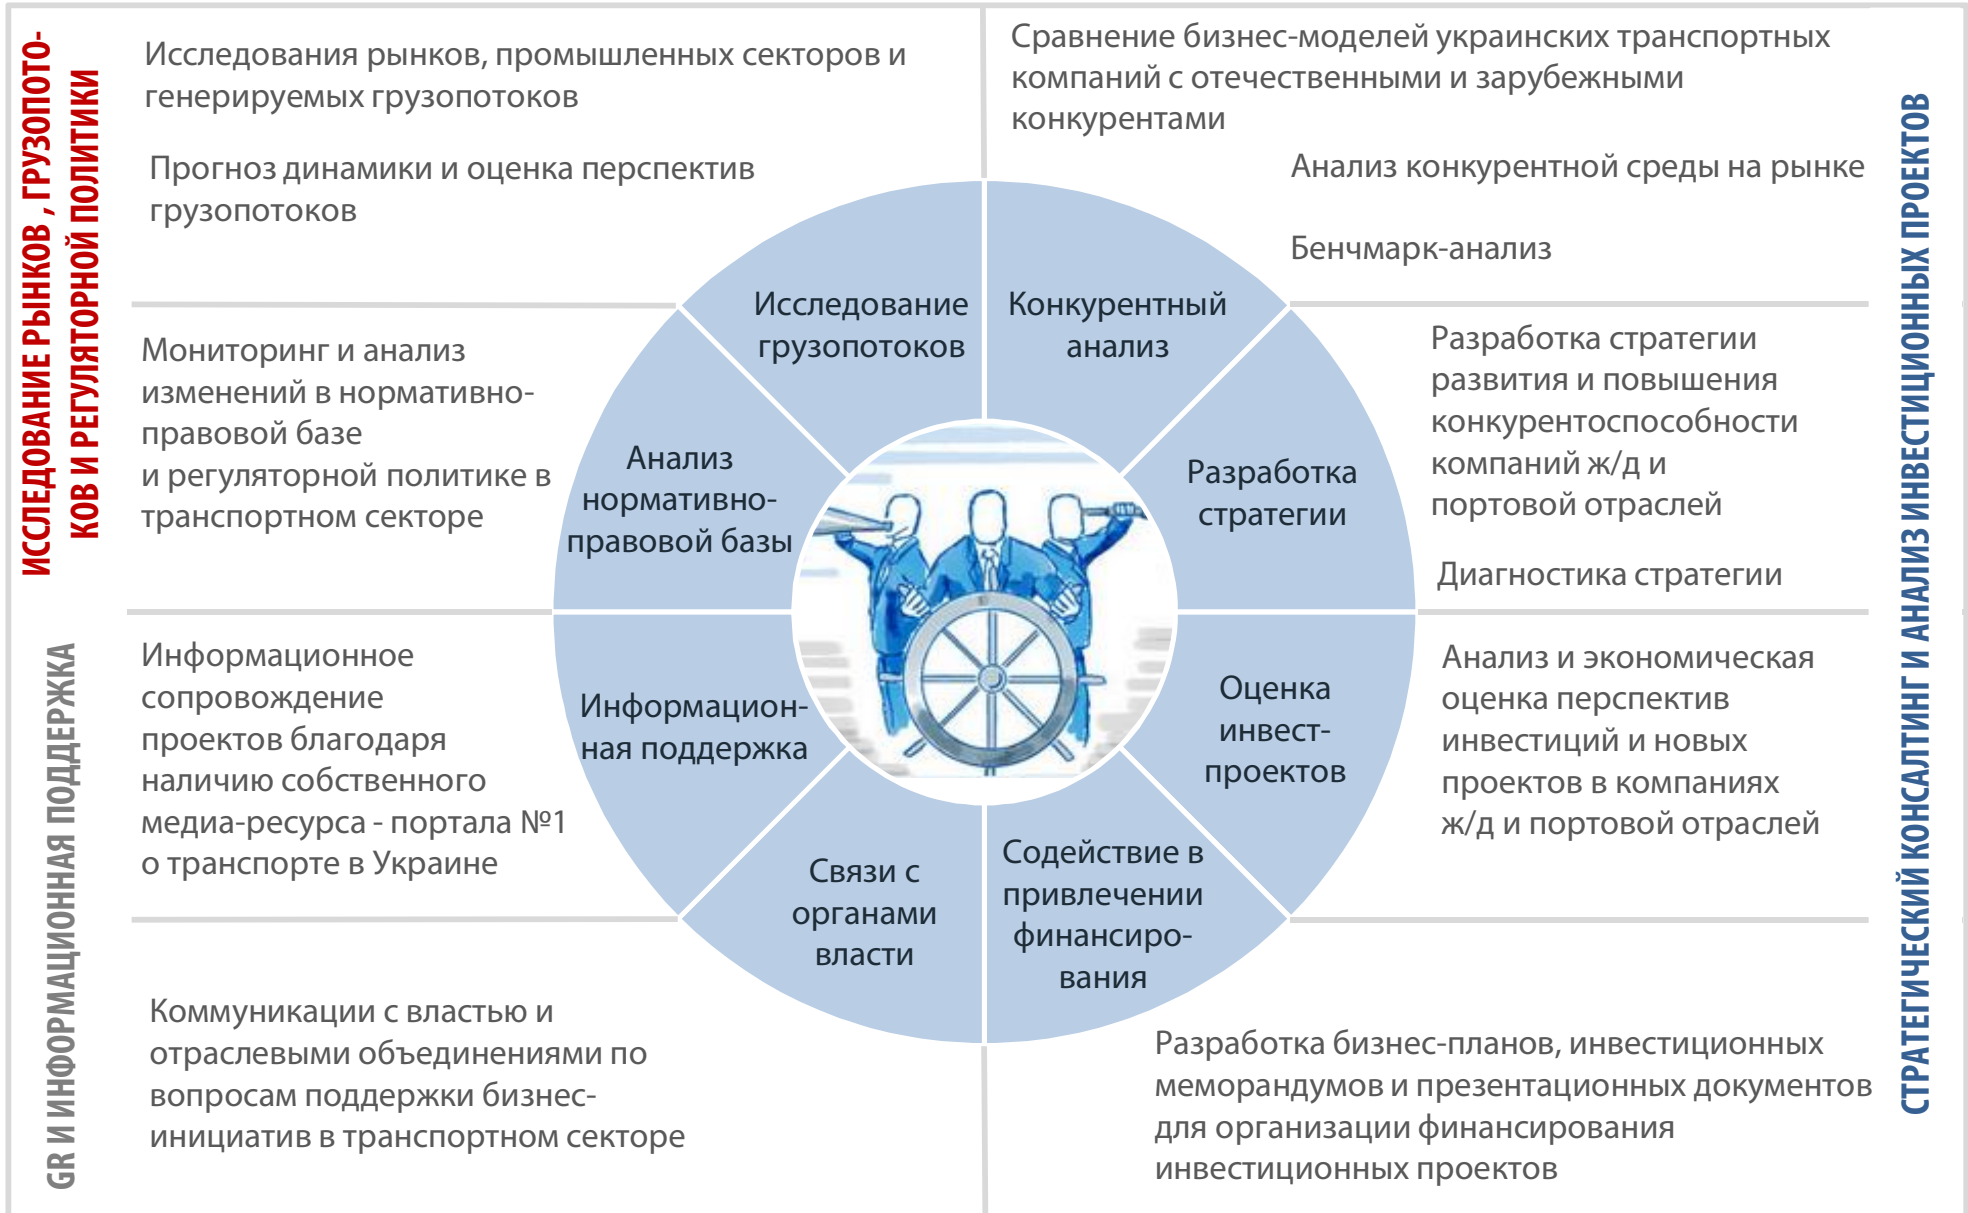 ИССЛЕДОВАНИЕ РЫНКОВ , ГРУЗОПОТО-
КОВ И РЕГУЛЯТОРНОЙ ПОЛИТИКИ
Исследования рынков, промышленных секторов и
генерируемых грузопотоков
Прогноз динамики и оценка перспектив
грузопотоков
Исследование
грузопотоков
Мониторинг и анализ
изменений в нормативно-
правовой базе
и регуляторной политике в
транспортном секторе
Анализ
нормативно-
правовой базы
GR И ИНФОРМАЦИОННАЯ ПОДДЕРЖКА
Информационное
сопровождение
проектов благодаря
наличию собственного
медиа-ресурса - портала №1
о транспорте в Украине
Информацион-
ная поддержка
Коммуникации с властью и
отраслевыми объединениями по
вопросам поддержки бизнес-
инициатив в транспортном секторе
Связи с
органами
власти
СТРАТЕГИЧЕСКИЙ КОНСАЛТИНГ И АНАЛИЗ ИНВЕСТИЦИОННЫХ ПРОЕКТОВ
Сравнение бизнес-моделей украинских транспортных
компаний с отечественными и зарубежными
конкурентами
Анализ конкурентной среды на рынке
Бенчмарк-анализ
Конкурентный
анализ
Разработка стратегии
развития и повышения
конкурентоспособности
компаний ж/д и
портовой отраслей
Диагностика стратегии
Разработка
стратегии
Анализ и экономическая
оценка перспектив
инвестиций и новых
проектов в компаниях
ж/д и портовой отраслей
Оценка
инвест-
проектов
Содействие в
привлечении
финансиро-
вания
Разработка бизнес-планов, инвестиционных
меморандумов и презентационных документов
для организации финансирования
инвестиционных проектов